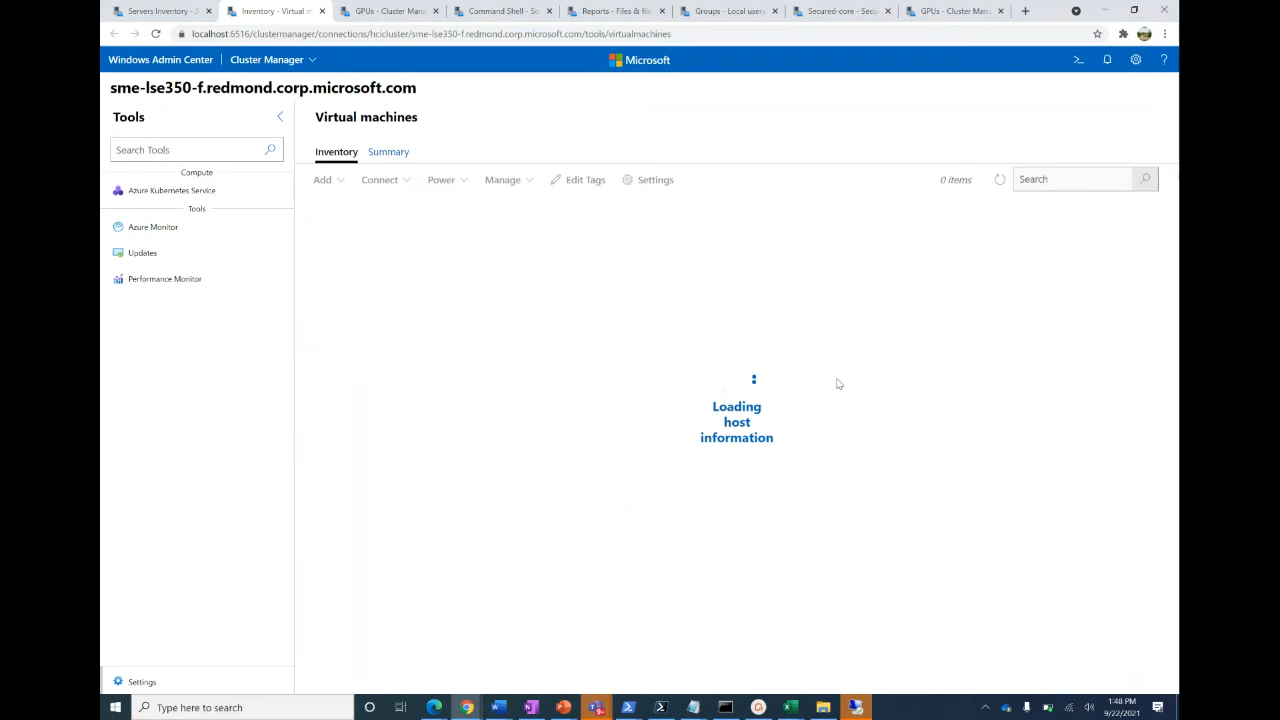 Servers Inventory - S
Inventory - Virtual m
GPUs - Cluster Mana
Command Shell - Se
Reports - Files & file
Groups - Local users
Secured-core - Secu
GPUs - Cluster Mana
localhost:6516/clustermanager/connections/hcicluster/sme-lse350-f.redmond.corp.microsoft.com/tools/virtualmachines
Windows Admin Center
Cluster Manager
Microsoft
sme-lse350-f.redmond.corp.microsoft.com
Tools
Search Tools
Compute
Azure Kubernetes Service
Tools
Azure Monitor
Updates
Performance Monitor
Settings
Virtual machines
Inventory Summary
Add Connect Power Manage Edit Tags Settings 0 items Search
Loading
host
information
Type here to search
1:48 PM
9/22/2021